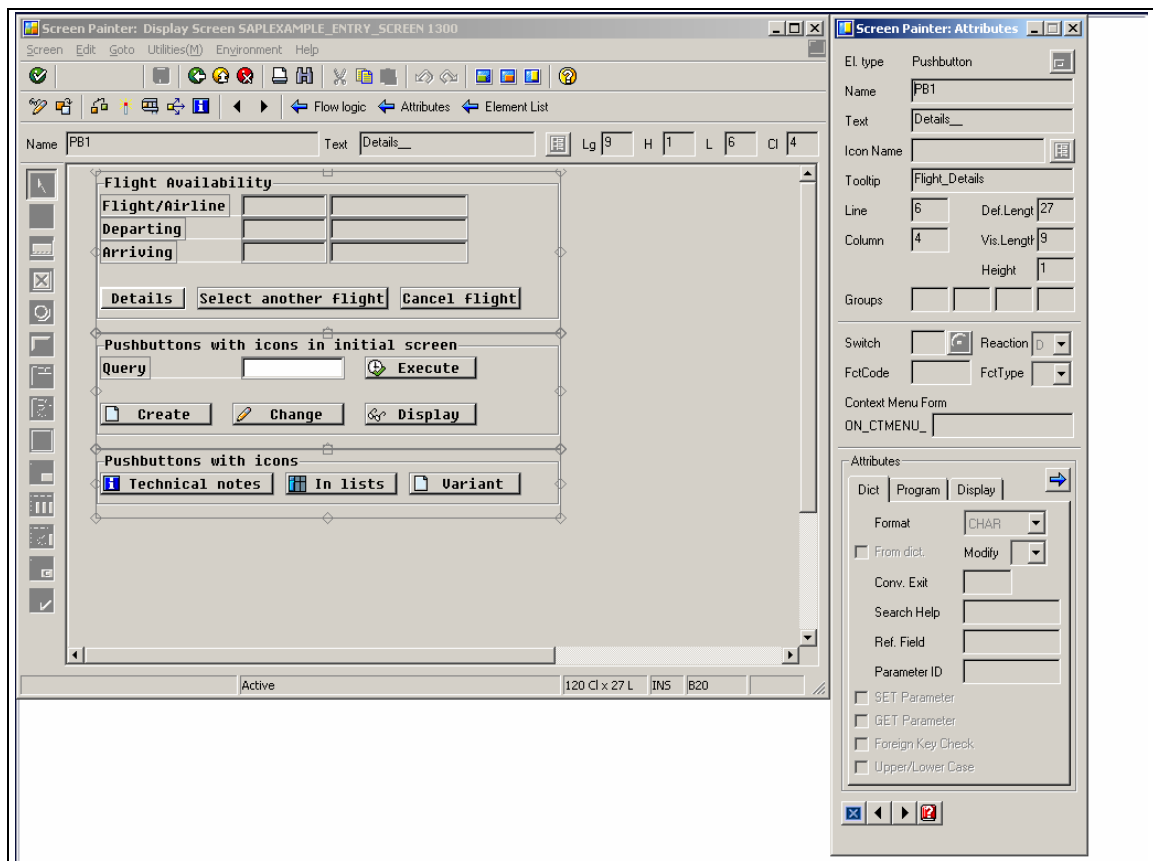 Screen Painter: Display Screen SAPLEXAMPLE_ENTRY_SCREEN 1300
Screen Edit Goto Utilities(M) Environment Help
Flow logic Attributes Element List
Name PB1 Text Details__ Lg 9 H 1 L 6 Cl 4
Flight Availability
Flight/Airline
Departing
Arriving
Details Select another flight Cancel flight
Pushbuttons with icons in initial screen
Query Execute
Create Change Display
Pushbuttons with icons
Technical notes In lists Variant
Active 120 Cl x 27 L INS B20
Screen Painter: Attributes
El. type Pushbutton
Name PB1
Text Details__
Icon Name
Tooltip Flight_Details
Line 6 Def.Lengt 27
Column 4 Vis.Length 9
Height 1
Groups
Switch Reaction D
FctCode FctType
Context Menu Form
ON_CTMENU_
Attributes
Dict Program Display
Format CHAR
From dict. Modify
Conv. Exit
Search Help
Ref. Field
Parameter ID
SET Parameter
GET Parameter
Foreign Key Check
Upper/Lower Case